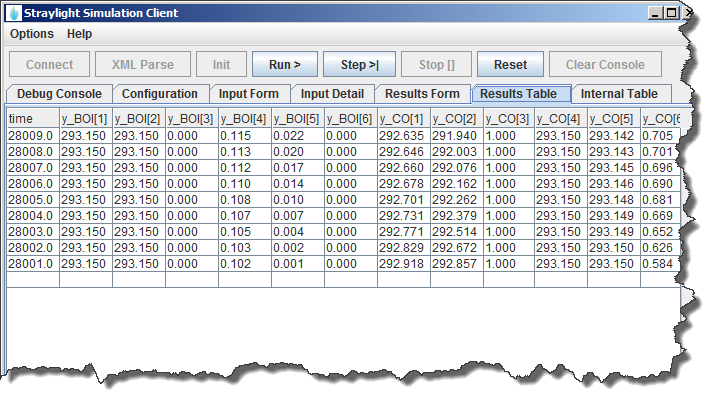 Straylight Simulation Client
Options Help
Connect XML Parse Init Run > Step >| Stop [] Reset Clear Console
Debug Console Configuration Input Form Input Detail Results Form Results Table Internal Table
time y_BOI[1] y_BOI[2] y_BOI[3] y_BOI[4] y_BOI[5] y_BOI[6] y_CO[1] y_CO[2] y_CO[3] y_CO[4] y_CO[5] y_CO[6
28009.0 293.150 293.150 0.000 0.115 0.022 0.000 292.635 291.940 1.000 293.150 293.142 0.705
28008.0 293.150 293.150 0.000 0.113 0.020 0.000 292.646 292.003 1.000 293.150 293.143 0.701
28007.0 293.150 293.150 0.000 0.112 0.017 0.000 292.660 292.076 1.000 293.150 293.145 0.696
28006.0 293.150 293.150 0.000 0.110 0.014 0.000 292.678 292.162 1.000 293.150 293.146 0.690
28005.0 293.150 293.150 0.000 0.108 0.010 0.000 292.701 292.262 1.000 293.150 293.148 0.681
28004.0 293.150 293.150 0.000 0.107 0.007 0.000 292.731 292.379 1.000 293.150 293.149 0.669
28003.0 293.150 293.150 0.000 0.105 0.004 0.000 292.771 292.514 1.000 293.150 293.149 0.652
28002.0 293.150 293.150 0.000 0.103 0.002 0.000 292.829 292.672 1.000 293.150 293.150 0.626
28001.0 293.150 293.150 0.000 0.102 0.001 0.000 292.918 292.857 1.000 293.150 293.150 0.584